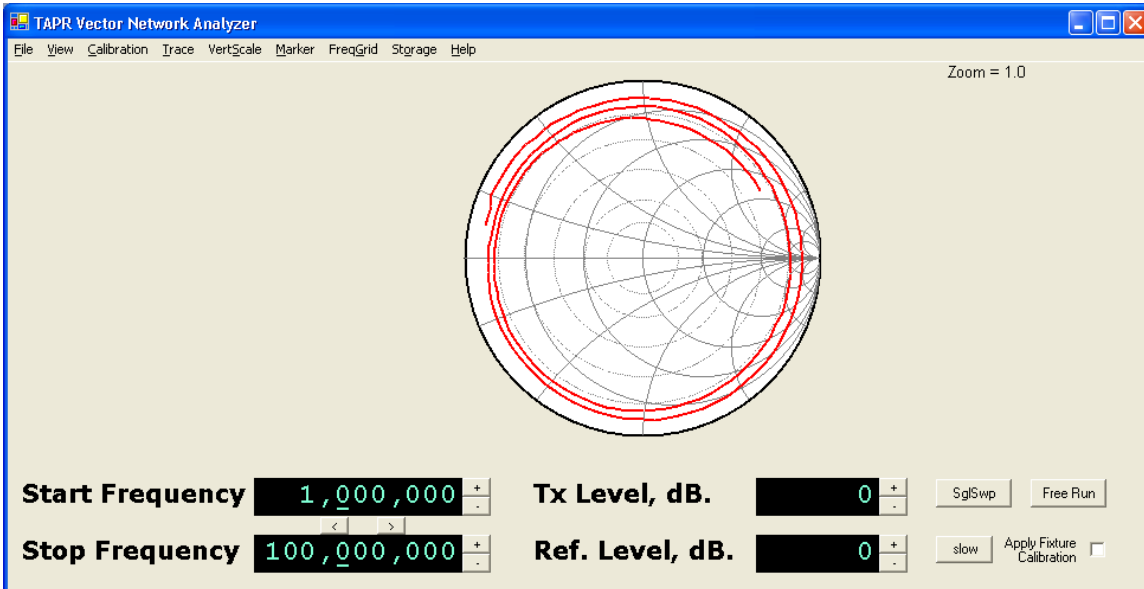 TAPR Vector Network Analyzer
File View Calibration Trace VertScale Marker FreqGrid Storage Help
Zoom = 1.0
Start Frequency 1,000,000 + - Tx Level, dB. 0 + - SglSwp Free Run
< >
Stop Frequency 100,000,000 + - Ref. Level, dB. 0 + - slow Apply Fixture
Calibration